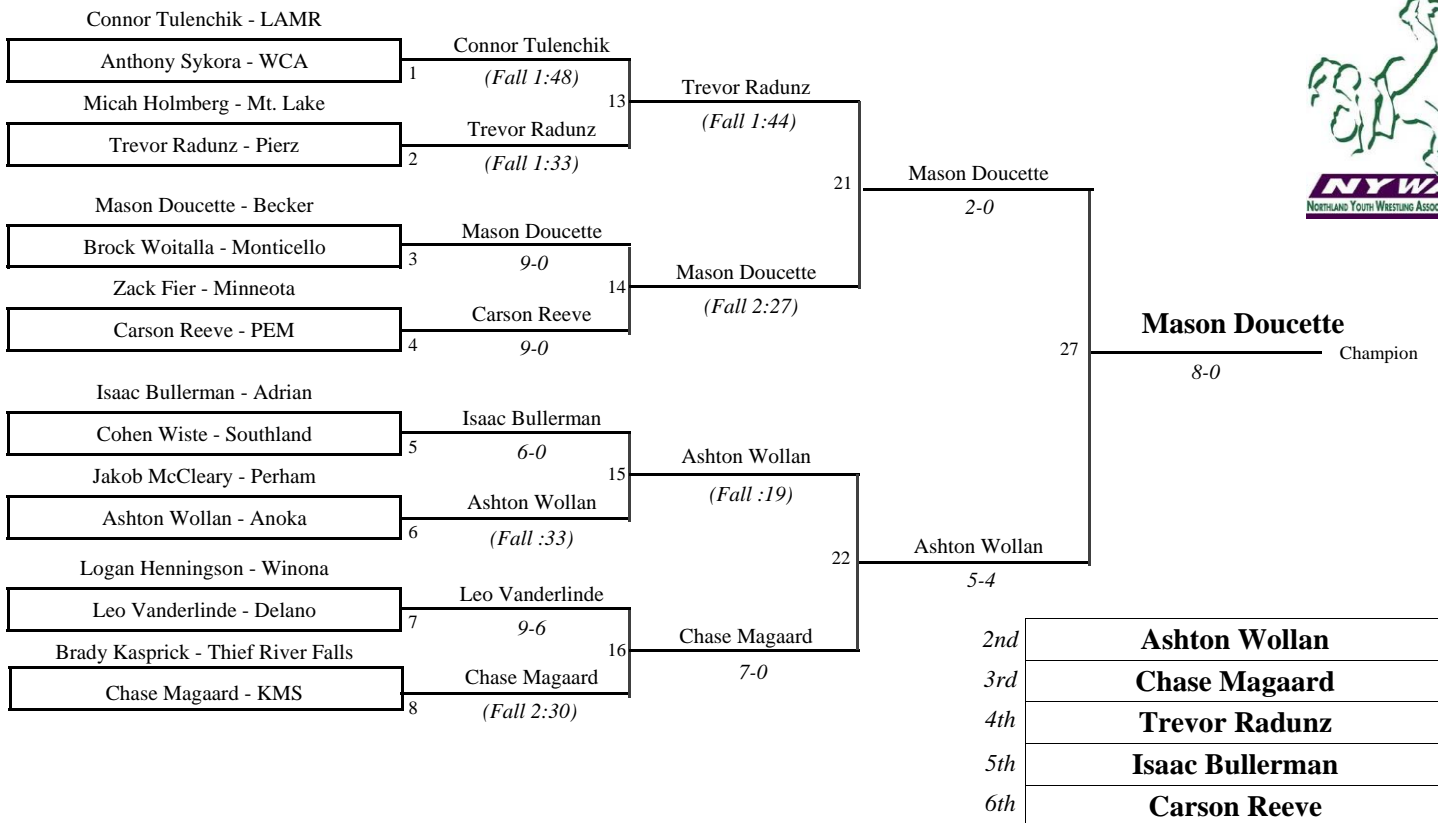 Connor Tulenchik - LAMR
Anthony Sykora - WCA
1
Micah Holmberg - Mt. Lake
Trevor Radunz - Pierz
2
Mason Doucette - Becker
Brock Woitalla - Monticello
3
Zack Fier - Minneota
Carson Reeve - PEM
4
Isaac Bullerman - Adrian
Cohen Wiste - Southland
5
Jakob McCleary - Perham
Ashton Wollan - Anoka
6
Logan Henningson - Winona
Leo Vanderlinde - Delano
7
Brady Kasprick - Thief River Falls
Chase Magaard - KMS
8
Connor Tulenchik
(Fall 1:48)
13
Trevor Radunz
(Fall 1:33)
Mason Doucette
9-0
14
Carson Reeve
9-0
Isaac Bullerman
6-0
15
Ashton Wollan
(Fall :33)
Leo Vanderlinde
9-6
16
Chase Magaard
(Fall 2:30)
Trevor Radunz
(Fall 1:44)
21
Mason Doucette
(Fall 2:27)
Ashton Wollan
(Fall :19)
22
Chase Magaard
7-0
Mason Doucette
2-0
27
Ashton Wollan
5-4
Mason Doucette
Champion
8-0
NYW
NORTHLAND YOUTH WRESTLING
2nd Ashton Wollan
3rd Chase Magaard
4th Trevor Radunz
5th Isaac Bullerman
6th Carson Reeve